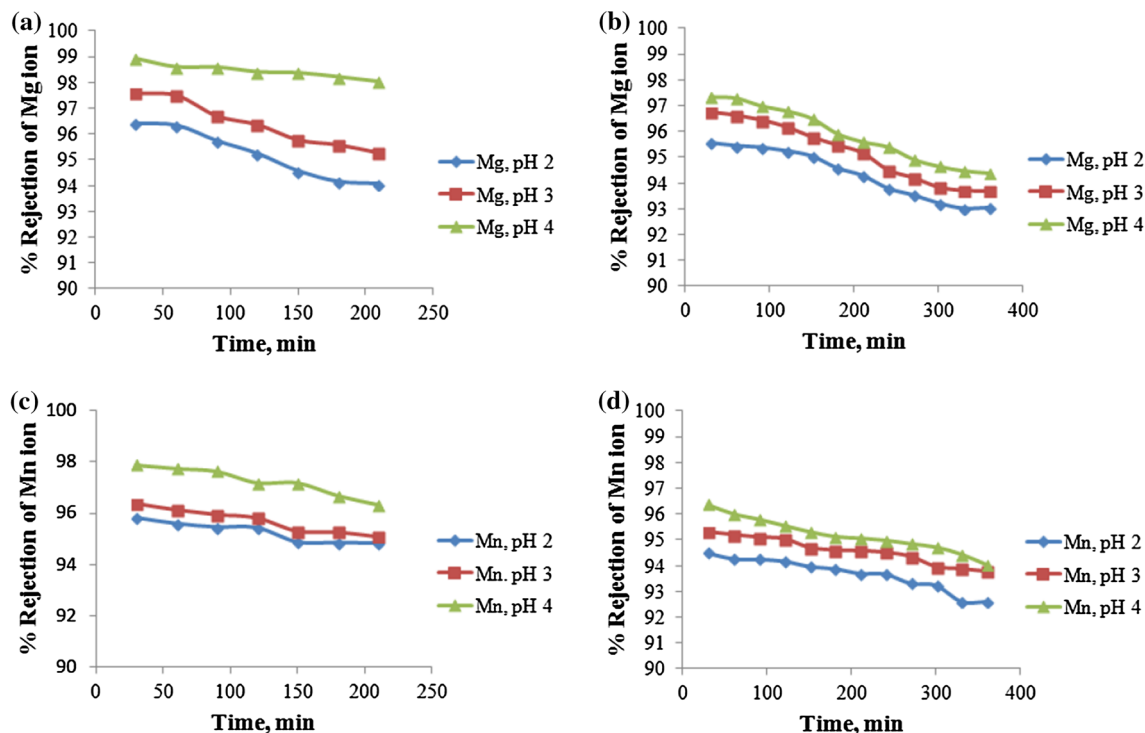 (a)
% Rejection of Mg ion
100
99
98
97
96
95
94
93
92
91
90
0 50 100 150 200 250
Time, min
Mg, pH 2
Mg, pH 3
Mg, pH 4
(b)
% Rejection of Mg ion
100
99
98
97
96
95
94
93
92
91
90
0 100 200 300 400
Time, min
Mg, pH 2
Mg, pH 3
Mg, pH 4
(c)
% Rejection of Mn ion
100
98
96
94
92
90
0 50 100 150 200 250
Time, min
Mn, pH 2
Mn. pH 3
Mn, pH 4
(d)
% Rejection of Mn ion
100
99
98
97
96
95
94
93
92
91
90
0 100 200 300 400
Time, min
Mn, pH 2
Mn, pH 3
Mn, pH 4